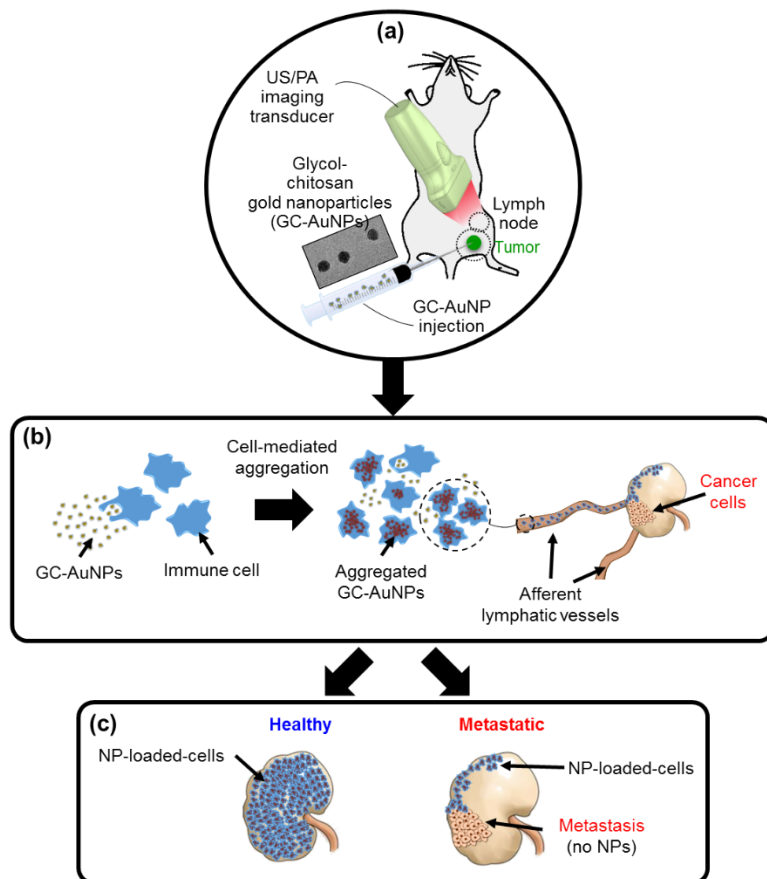 (a)
US/PA
imaging
transducer
Glycol-
chitosan
gold nanoparticles
(GC-AuNPs)
Lymph
node
Tumor
GC-AuNP
injection
(b)
Cell-mediated
aggregation
GC-AuNPs
Immune cell
Aggregated
GC-AuNPs
Cancer
cells
Afferent
lymphatic vessels
(c)
Healthy
Metastatic
NP-loaded-cells
NP-loaded-cells
Metastasis
(no NPs)